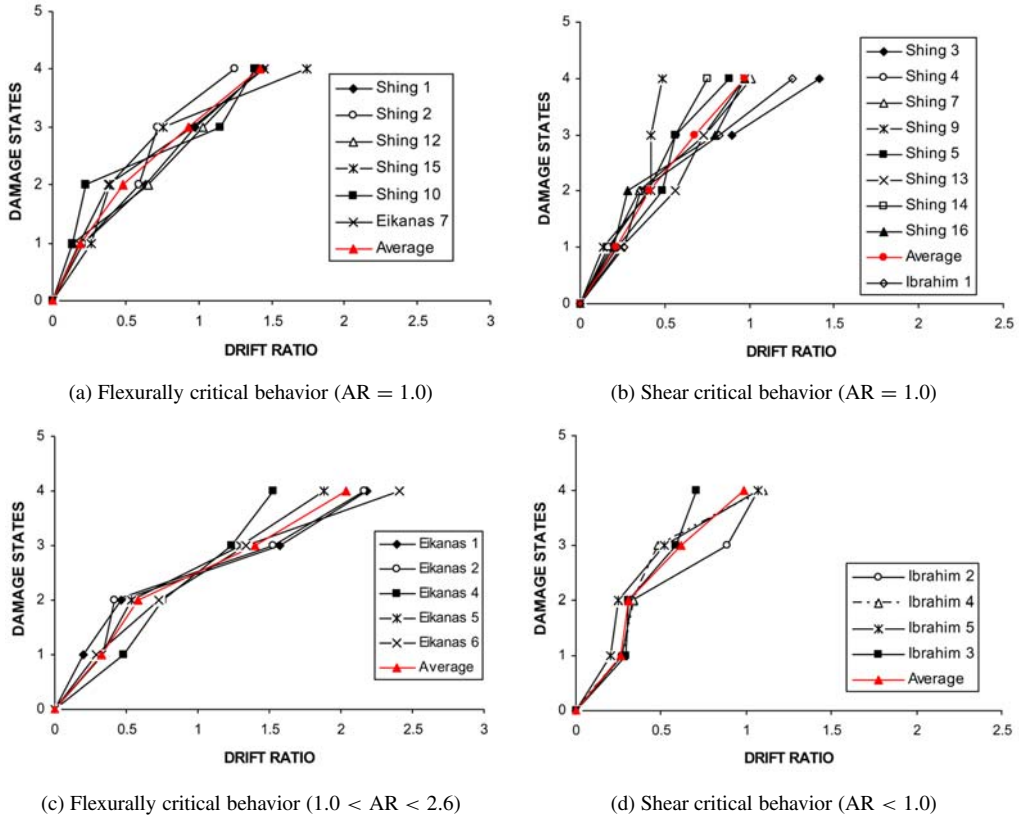 DAMAGE STATES
5
4
3
2
1
0
0 0.5 1 1.5 2 2.5 3
DRIFT RATIO
Shing 1
Shing 2
Shing 12
Shing 15
Shing 10
Eikanas 7
Average
(a) Flexurally critical behavior (AR = 1.0)
DAMAGE STATES
5
4
3
2
1
0
0 0.5 1 1.5 2 2.5
DRIFT RATIO
Shing 3
Shing 4
Shing 7
Shing 9
Shing 5
Shing 13
Shing 14
Shing 16
Average
Ibrahim 1
(b) Shear critical behavior (AR = 1.0)
DAMAGE STATES
5
4
3
2
1
0
0 0.5 1 1.5 2 2.5 3
DRIFT RATIO
Eikanas 1
Eikanas 2
Eikanas 4
Eikanas 5
Eikanas 6
Average
(c) Flexurally critical behavior (1.0 < AR < 2.6)
DAMAGE STATES
5
4
3
2
1
0
0 0.5 1 1.5 2 2.5
DRIFT RATIO
Ibrahim 2
Ibrahim 4
Ibrahim 5
Ibrahim 3
Average
(d) Shear critical behavior (AR < 1.0)